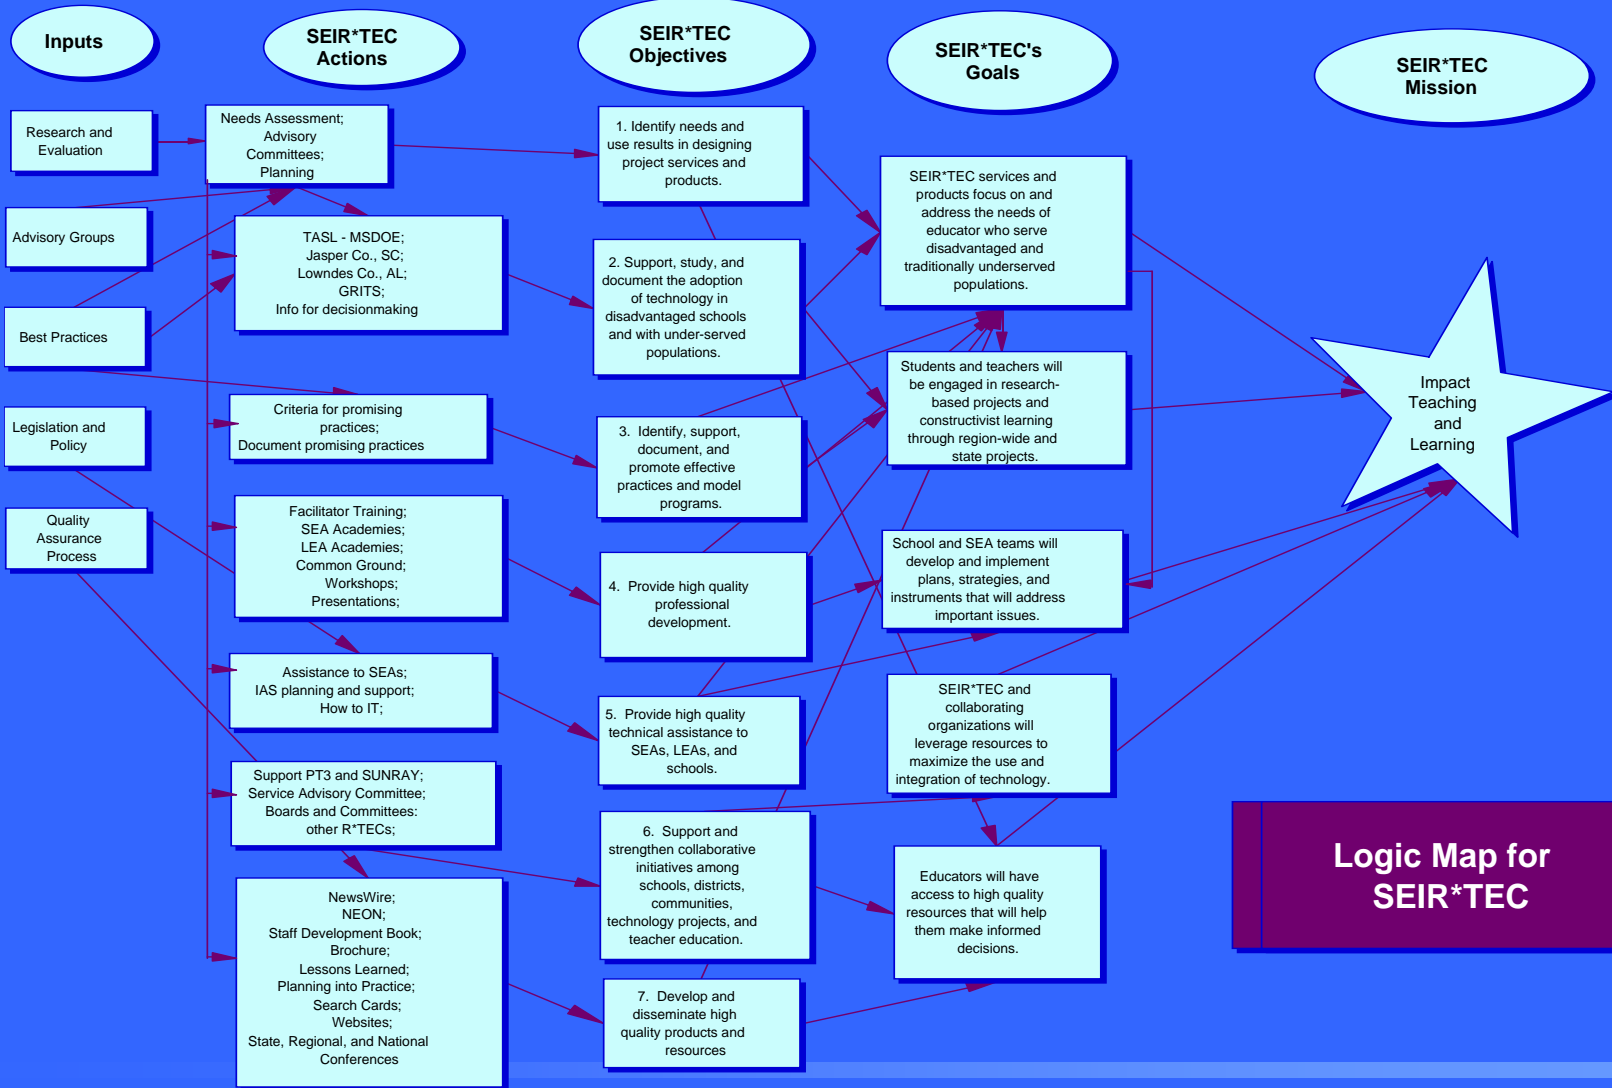 Inputs
SEIR*TEC
Actions
SEIR*TEC
Objectives
SEIR*TEC's
Goals
SEIR*TEC
Mission
Research and
Evaluation
Advisory Groups
Best Practices
Legislation and
Policy
Quality
Assurance
Process
Needs Assessment;
Advisory
Committees;
Planning
TASL - MSDOE;
Jasper Co., SC;
Lowndes Co., AL;
GRITS;
Info for decisionmaking
Criteria for promising
practices;
Document promising practices
Facilitator Training;
SEA Academies;
LEA Academies;
Common Ground;
Workshops;
Presentations;
Assistance to SEAs;
IAS planning and support;
How to IT;
Support PT3 and SUNRAY;
Service Advisory Committee;
Boards and Committees:
other R*TECs;
NewsWire;
NEON;
Staff Development Book;
Brochure;
Lessons Learned;
Planning into Practice;
Search Cards;
Websites;
State, Regional, and National
Conferences
1. Identify needs and
use results in designing
project services and
products.
2. Support, study, and
document the adoption
of technology in
disadvantaged schools
and with under-served
populations.
3. Identify, support,
document, and
promote effective
practices and model
programs.
4. Provide high quality
professional
development.
5. Provide high quality
technical assistance to
SEAs, LEAs, and
schools.
6. Support and
strengthen collaborative
initiatives among
schools, districts,
communities,
technology projects, and
teacher education.
7. Develop and
disseminate high
quality products and
resources
SEIR*TEC services and
products focus on and
address the needs of
educator who serve
disadvantaged and
traditionally underserved
populations.
Students and teachers will
be engaged in research-
based projects and
constructivist learning
through region-wide and
state projects.
School and SEA teams will
develop and implement
plans, strategies, and
instruments that will address
important issues.
SEIR*TEC and
collaborating
organizations will
leverage resources to
maximize the use and
integration of technology.
Educators will have
access to high quality
resources that will help
them make informed
decisions.
Impact
Teaching
and
Learning
Logic Map for
SEIR*TEC